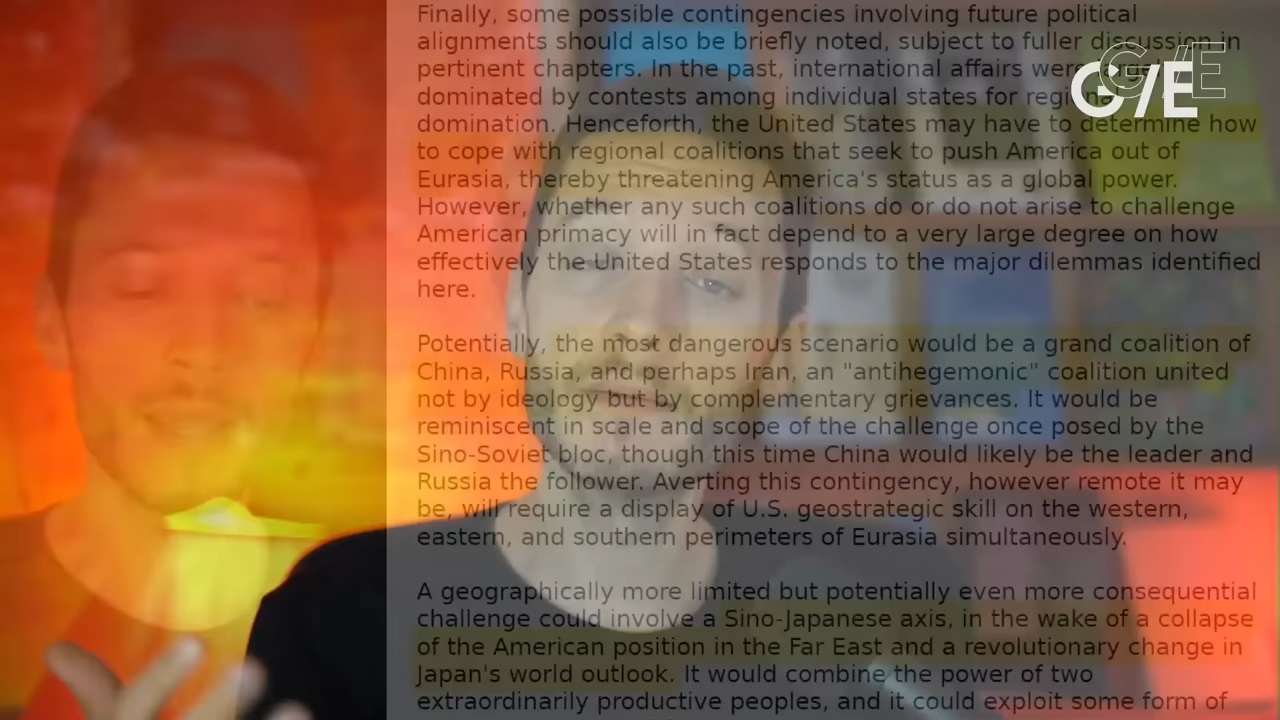 Finally, some possible contingencies involving future political
alignments should also be briefly noted, subject to fuller discussion in
pertinent chapters. In the past, international affairs were largely
dominated by contests among individual states for regional
domination. Henceforth, the United States may have to determine how
to cope with regional coalitions that seek to push America out of
Eurasia, thereby threatening America's status as a global power.
However, whether any such coalitions do or do not arise to challenge
American primacy will in fact depend to a very large degree on how
effectively the United States responds to the major dilemmas identified
here.
Potentially, the most dangerous scenario would be a grand coalition of
China, Russia, and perhaps Iran, an "antihegemonic" coalition united
not by ideology but by complementary grievances. It would be
reminiscent in scale and scope of the challenge once posed by the
Sino-Soviet bloc, though this time China would likely be the leader and
Russia the follower. Averting this contingency, however remote it may
be, will require a display of U.S. geostrategic skill on the western,
eastern, and southern perimeters of Eurasia simultaneously.
A geographically more limited but potentially even more consequential
challenge could involve a Sino-Japanese axis, in the wake of a collapse
of the American position in the Far East and a revolutionary change in
Japan's world outlook. It would combine the power of two
extraordinarily productive peoples, and it could exploit some form of
G/E
G/E